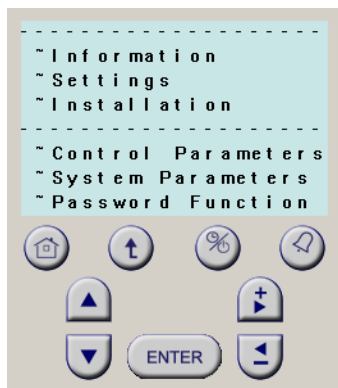 - - - - - - - - - - - - - - - - - - -
~Information
~Settings
~Installation
- - - - - - - - - - - - - - - - - - -
~Control Parameters
~System Parameters
~Password Function
+
-
ENTER